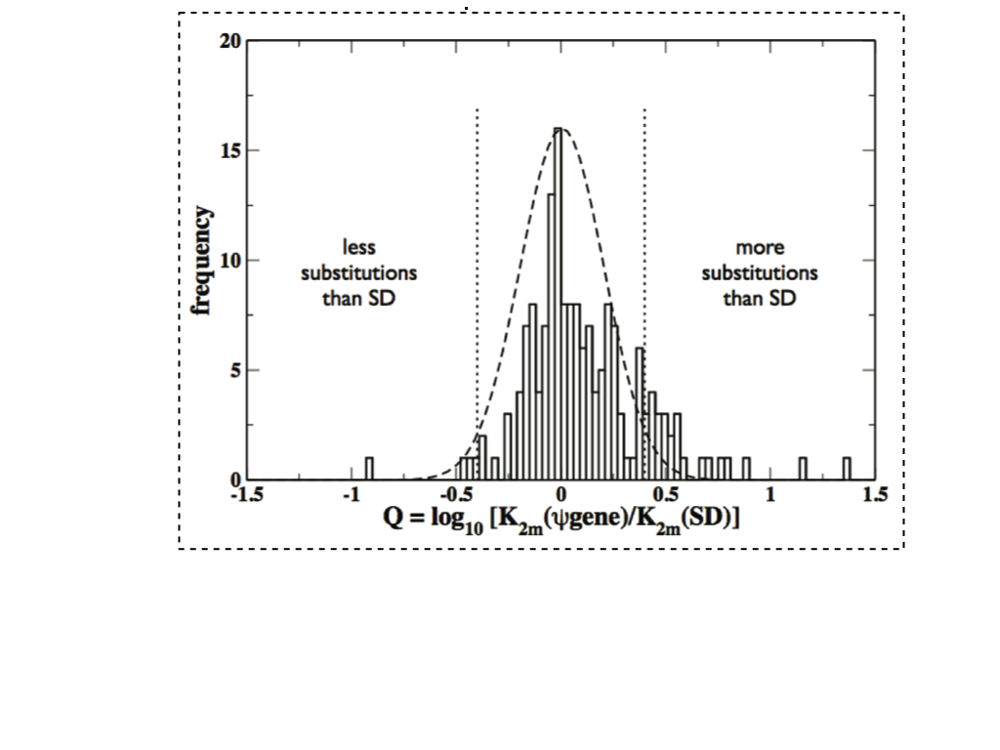 20
15
10
5
0
frequency
less
substitutions
than SD
more
substitutions
than SD
-1.5 -1 -0.5 0 0.5 1 1.5
Q = log10 [K2m(ψgene)/K2m(SD)]